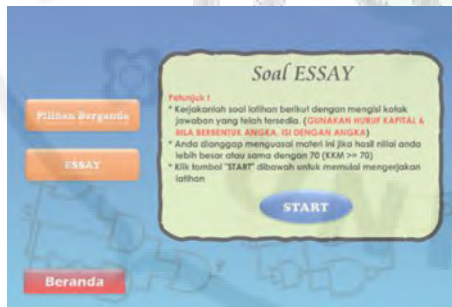 Soal ESSAY
Petunjuk !
* Kerjakanlah soal latihan berikut dengan mengisi kotak
jawaban yang telah tersedia. (GUNAKAN HURUF KAPITAL &
BILA BERBENTUK ANGKA, ISI DENGAN ANGKA)
* Anda dianggap menguasai materi ini jika hasil nilai anda
lebih besar atau sama dengan 70 (KKM >= 70)
* Klik tombol "START" dibawah untuk memulai mengerjakan
latihan
START
Pilihan Berganda
ESSAY
Beranda